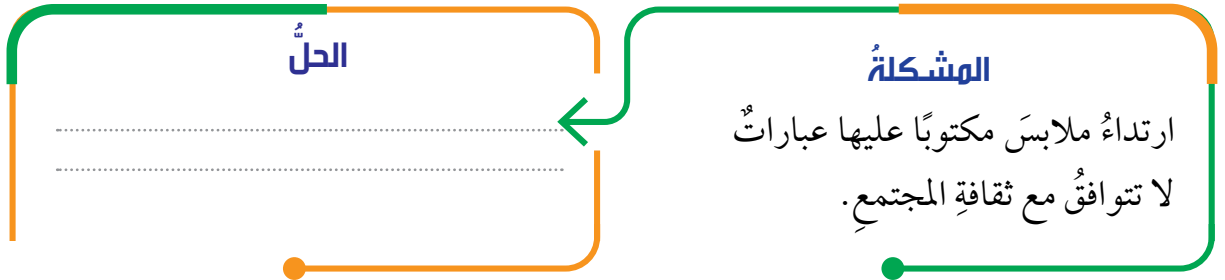 المشكلةُ
ارتداءُ ملابسَ مكتوبًا عليها عباراتٌ
لا تتوافقُ مع ثقافةِ المجتمعِ.
الحلُّ